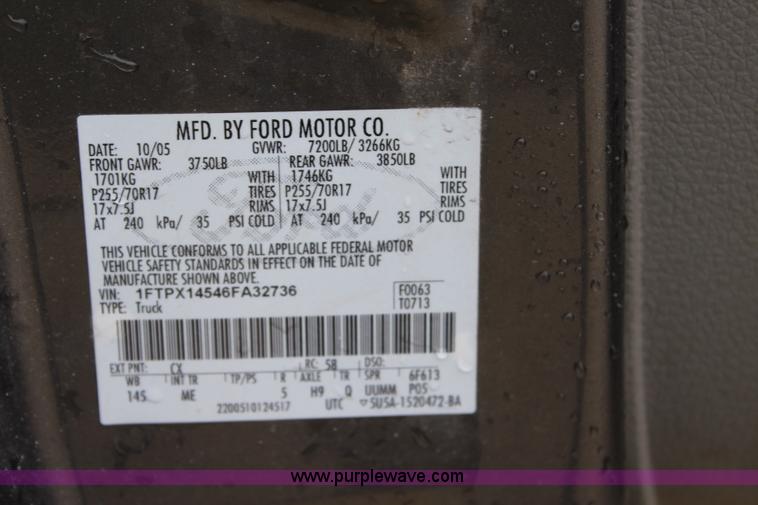 MFD. BY FORD MOTOR CO.
DATE: 10/05 GVWR: 7200LB/ 3266KG
FRONT GAWR: 3750LB REAR GAWR: 3850LB
1701KG WITH 1746KG WITH
P255/70R17 TIRES P255/70R17 TIRES
17x7.5J RIMS 17x7.5J RIMS
AT 240 kPa/ 35 PSI COLD AT 240 kPa/ 35 PSI COLD
THIS VEHICLE CONFORMS TO ALL APPLICABLE FEDERAL MOTOR
VEHICLE SAFETY STANDARDS IN EFFECT ON THE DATE OF
MANUFACTURE SHOWN ABOVE.
VIN: 1FTPX14546FA32736 F0063
TYPE: Truck T0713
EXT PNT: CX RC: 58 DSO:
WB INT TR TP/PS R AXLE TR SPR 6F613
145 ME 5 H9 Q UUMM P05
2200510124517 UTC ▽ SU5A-1520472-BA
www.purplewave.com